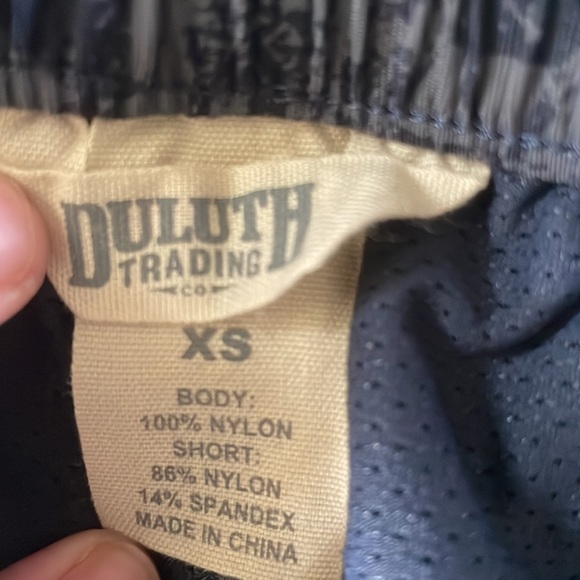 DULUTH
TRADING
CO
XS
BODY:
100% NYLON
SHORT:
86% NYLON
14% SPANDEX
MADE IN CHINA